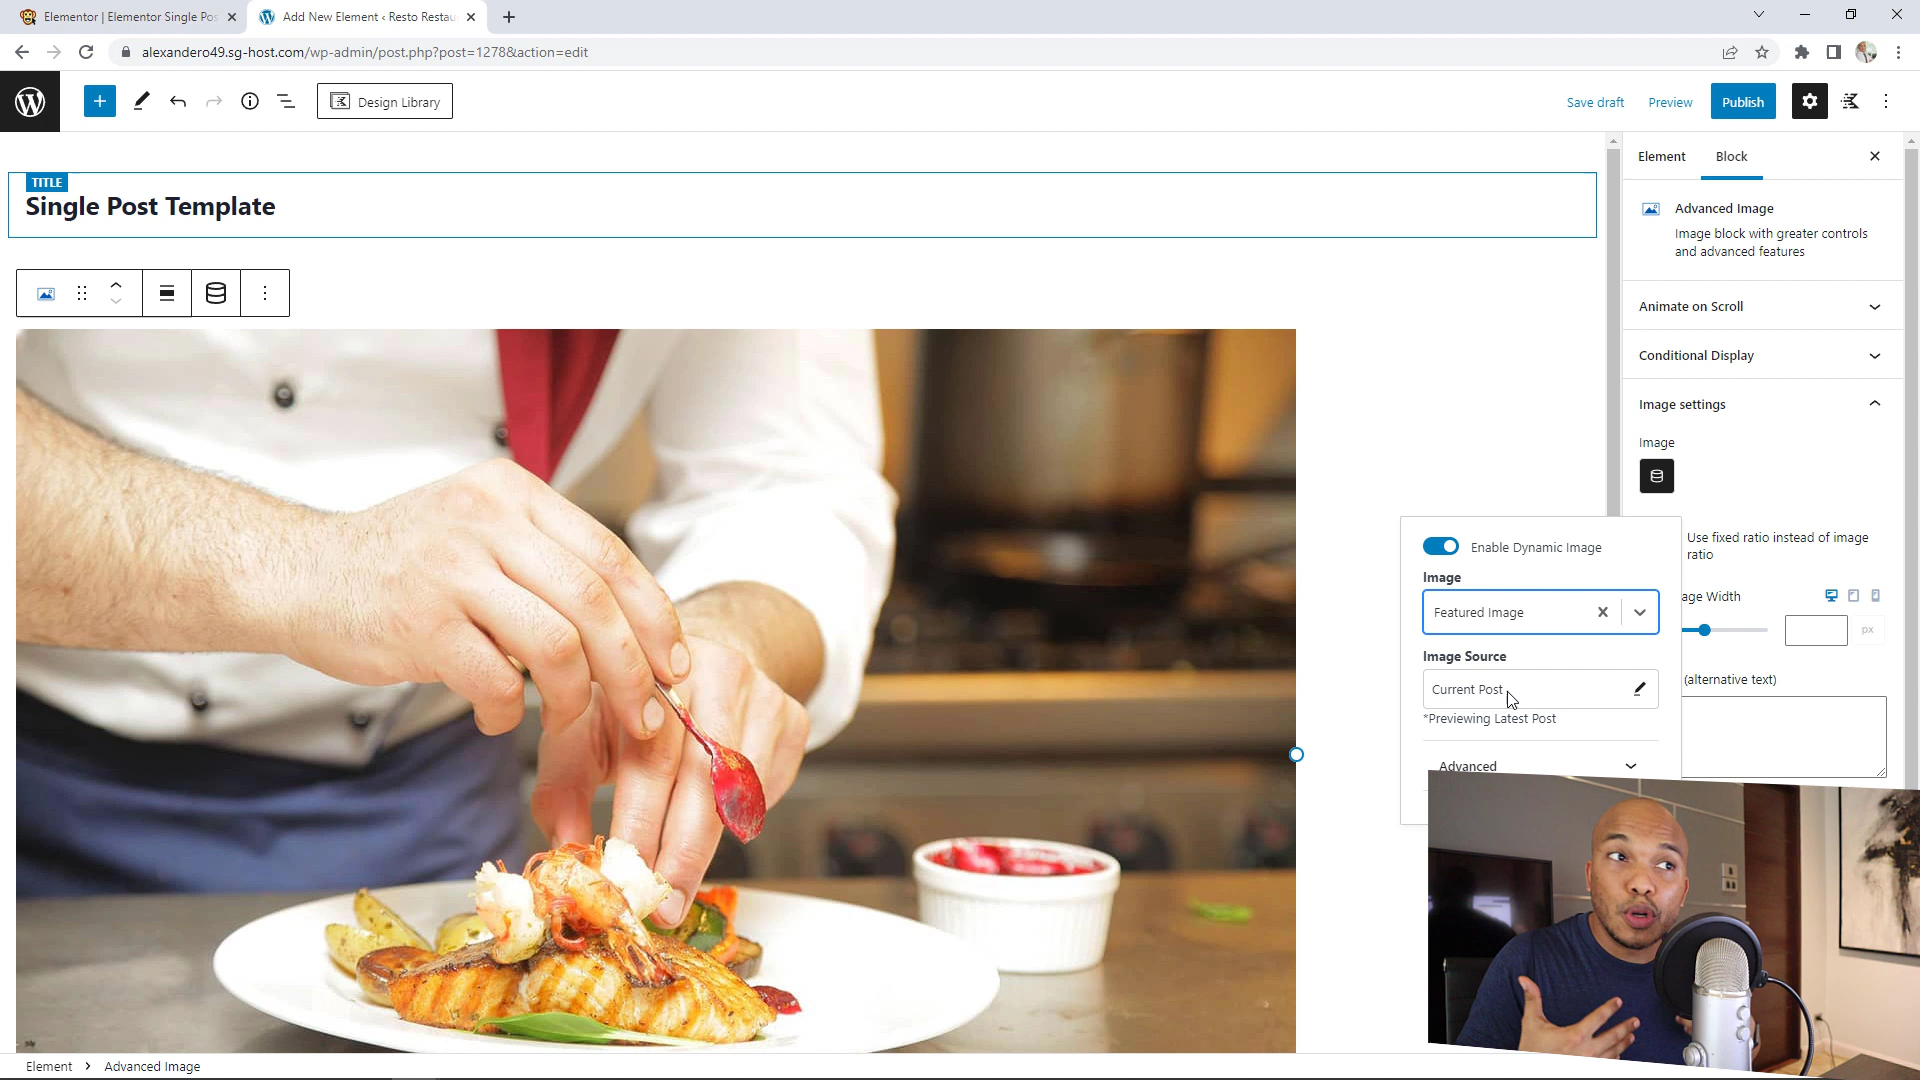 Elementor | Elementor Single Pos
Add New Element ‹ Resto Restau
alexandero49.sg-host.com/wp-admin/post.php?post=1278&action=edit
Design Library
Save draft
Preview
Publish
TITLE
Single Post Template
Element
Block
Advanced Image
Image block with greater controls
and advanced features
Animate on Scroll
Conditional Display
Image settings
Image
Use fixed ratio instead of image
ratio
age Width
px
(alternative text)
Enable Dynamic Image
Image
Featured Image
Image Source
Current Post
*Previewing Latest Post
Advanced
Element
Advanced Image